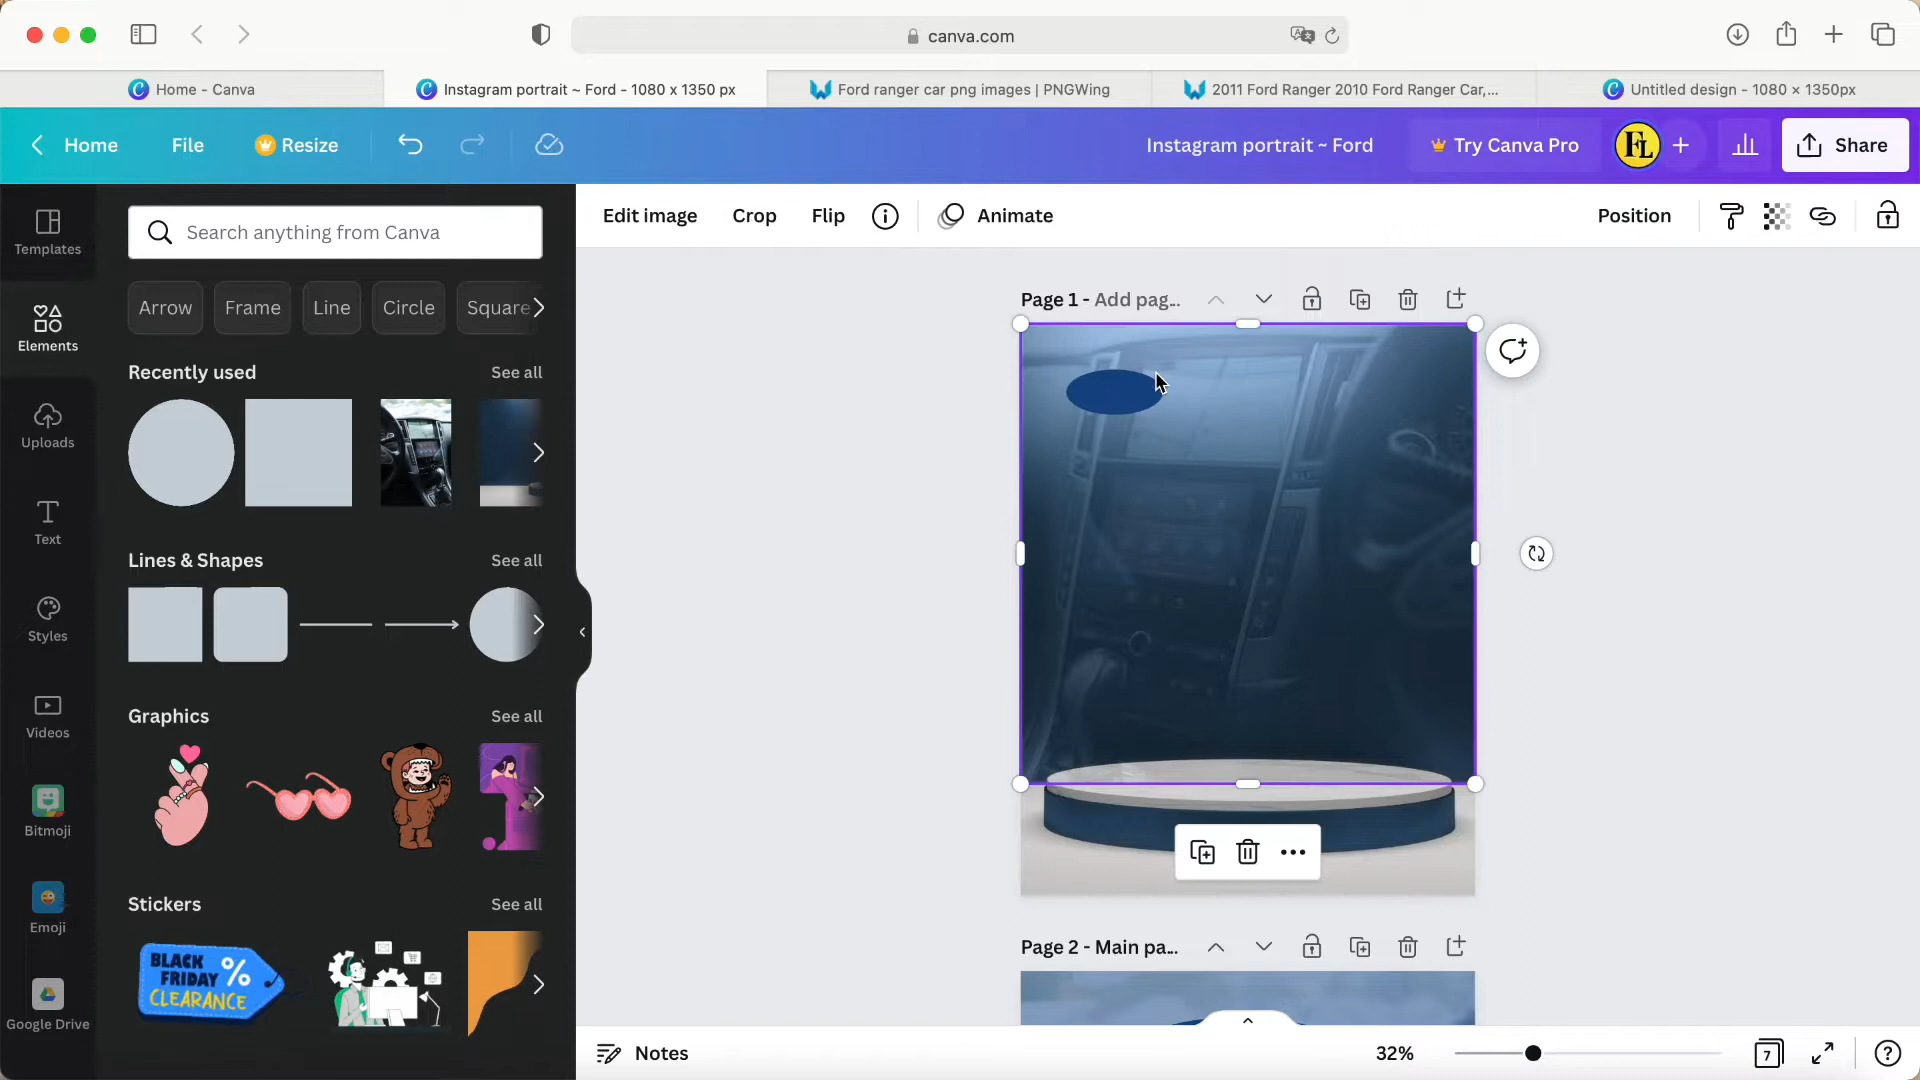 canva.com
Home - Canva
Instagram portrait ~ Ford - 1080 x 1350 px
Ford ranger car png images | PNGWing
2011 Ford Ranger 2010 Ford Ranger Car,...
Untitled design - 1080 × 1350px
Home
File
Resize
Instagram portrait ~ Ford
Try Canva Pro
FL
Share
Templates
Elements
Uploads
Text
Styles
Videos
Bitmoji
Emoji
Google Drive
Search anything from Canva
Arrow
Frame
Line
Circle
Square
Recently used
See all
Lines & Shapes
See all
Graphics
See all
Stickers
See all
BLACK
FRIDAY %
CLEARANCE
Edit image
Crop
Flip
Animate
Position
Page 1 - Add pag...
Page 2 - Main pa...
Notes
32%
7